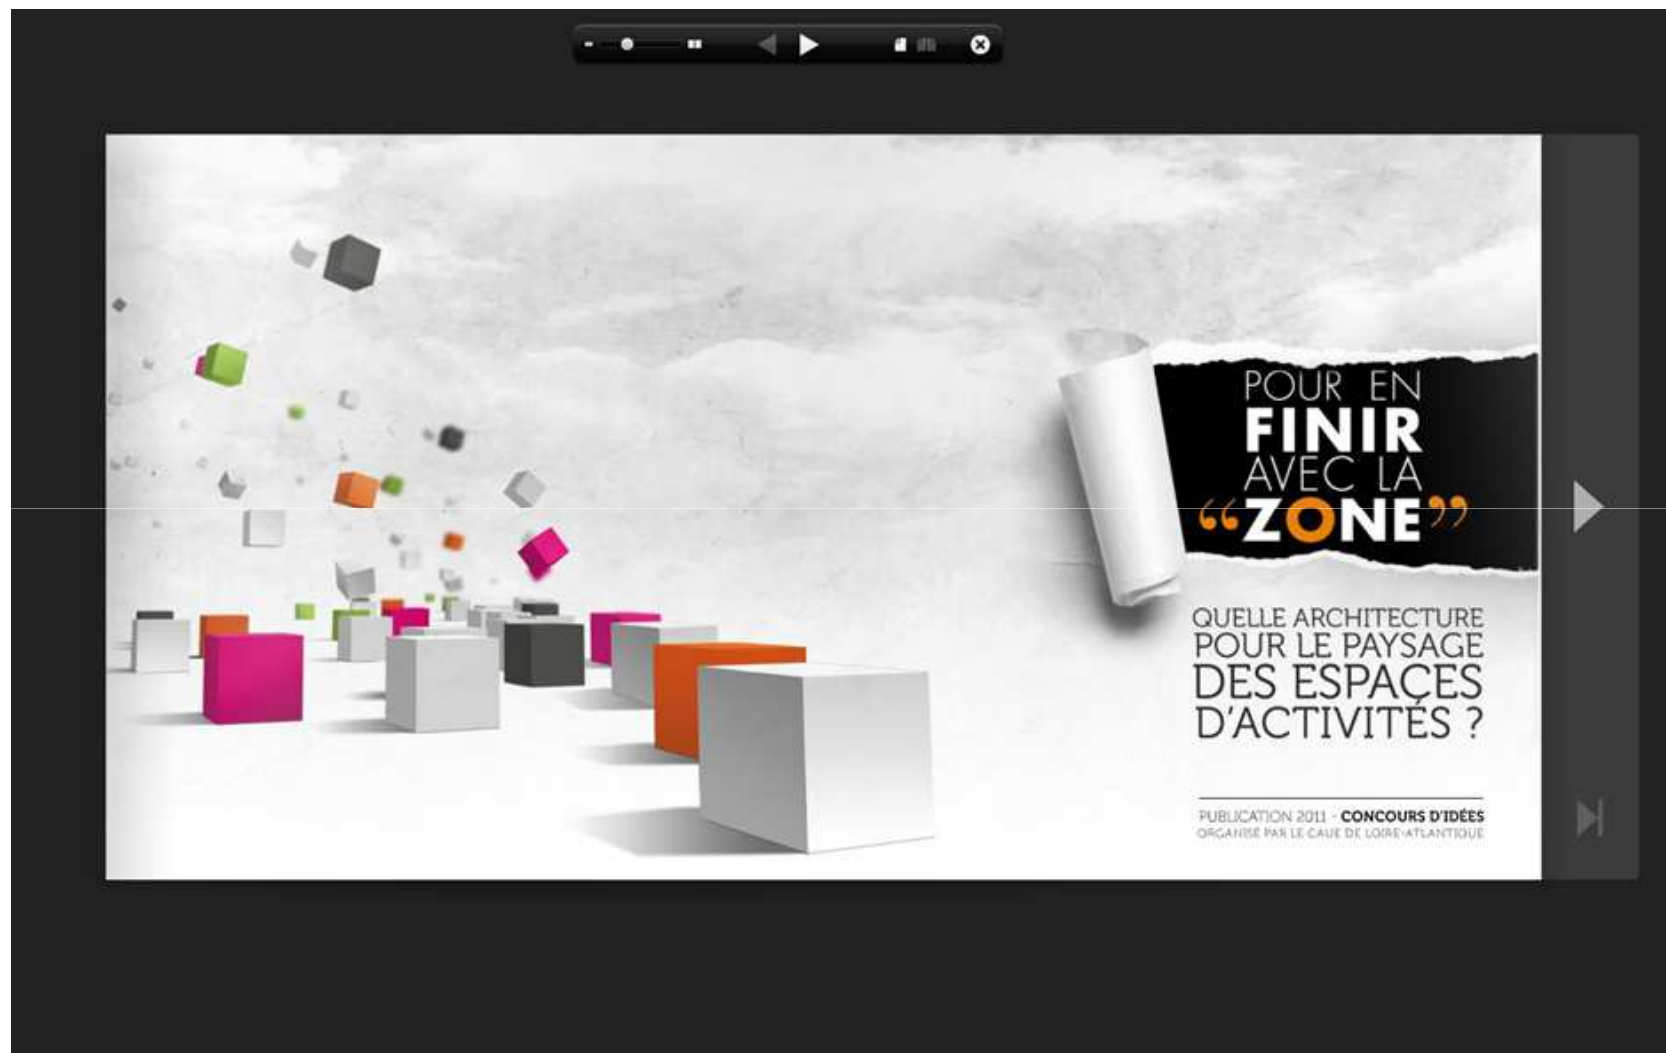 POUR EN
FINIR
AVEC LA
“ZONE”
QUELLE ARCHITECTURE
POUR LE PAYSAGE
DES ESPACES
D'ACTIVITÉS ?
PUBLICATION 2011 - CONCOURS D'IDÉES
ORGANISÉ PAR LE CAUE DE LOIRE-ATLANTIQUE